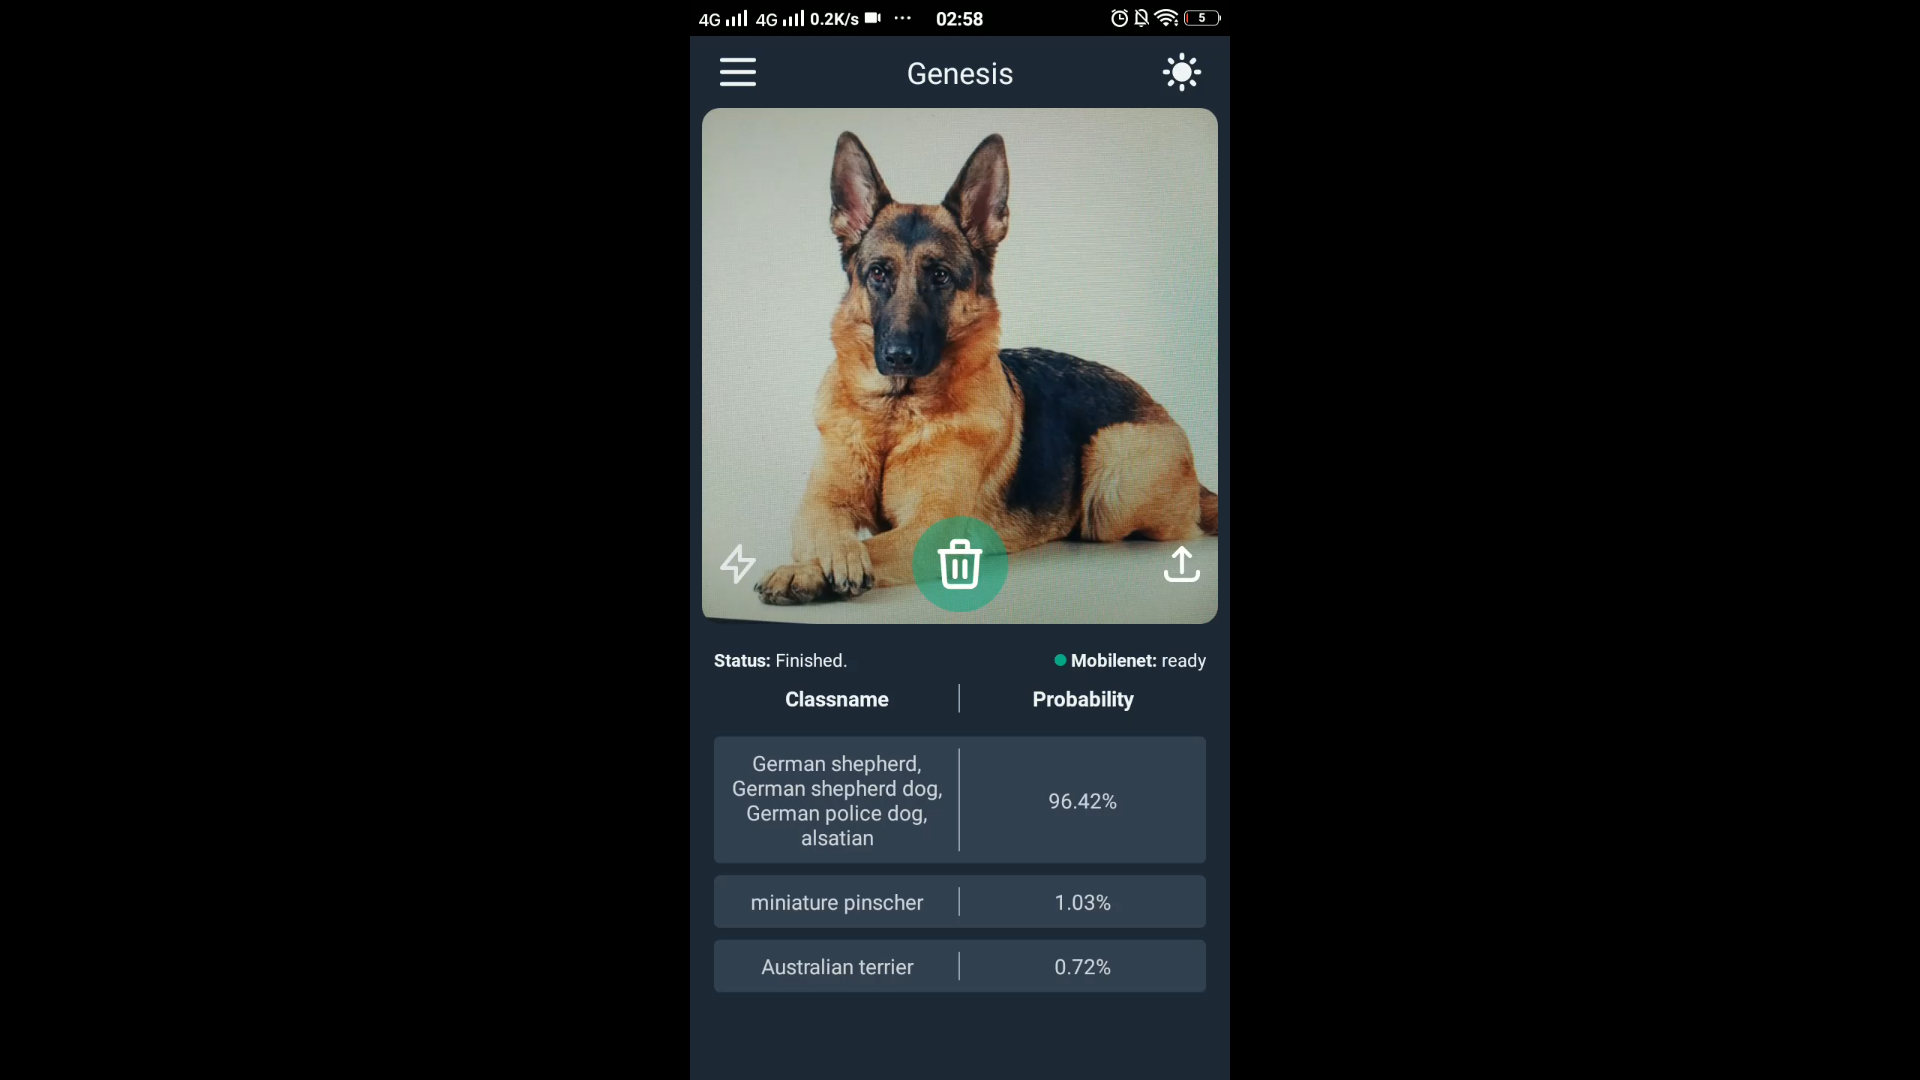 4G 4G 0.2K/s ... 02:58 5
Genesis
Status: Finished.
Mobilenet: ready
Classname
Probability
German shepherd,
German shepherd dog,
German police dog,
alsatian
96.42%
miniature pinscher
1.03%
Australian terrier
0.72%